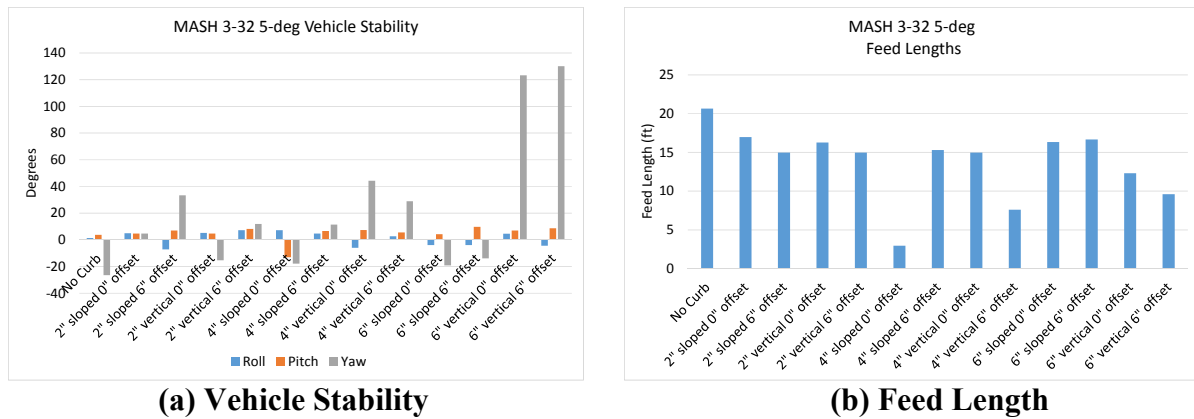 MASH 3-32 5-deg Vehicle Stability
140
120
100
80
60
40
20
0
-20
-40
Degrees
No Curb
2" sloped 0" offset
2" sloped 6" offset
2" vertical 0" offset
2" vertical 6" offset
4" sloped 0" offset
4" sloped 6" offset
4" vertical 0" offset
4" vertical 6" offset
6" sloped 0" offset
6" sloped 6" offset
6" vertical 0" offset
6" vertical 6" offset
Roll Pitch Yaw
(a) Vehicle Stability
MASH 3-32 5-deg
Feed Lengths
25
20
15
10
5
0
Feed Length (ft)
No Curb
2" sloped 0" offset
2" sloped 6" offset
2" vertical 0" offset
2" vertical 6" offset
4" sloped 0" offset
4" sloped 6" offset
4" vertical 0" offset
4" vertical 6" offset
6" sloped 0" offset
6" sloped 6" offset
6" vertical 0" offset
6" vertical 6" offset
(b) Feed Length